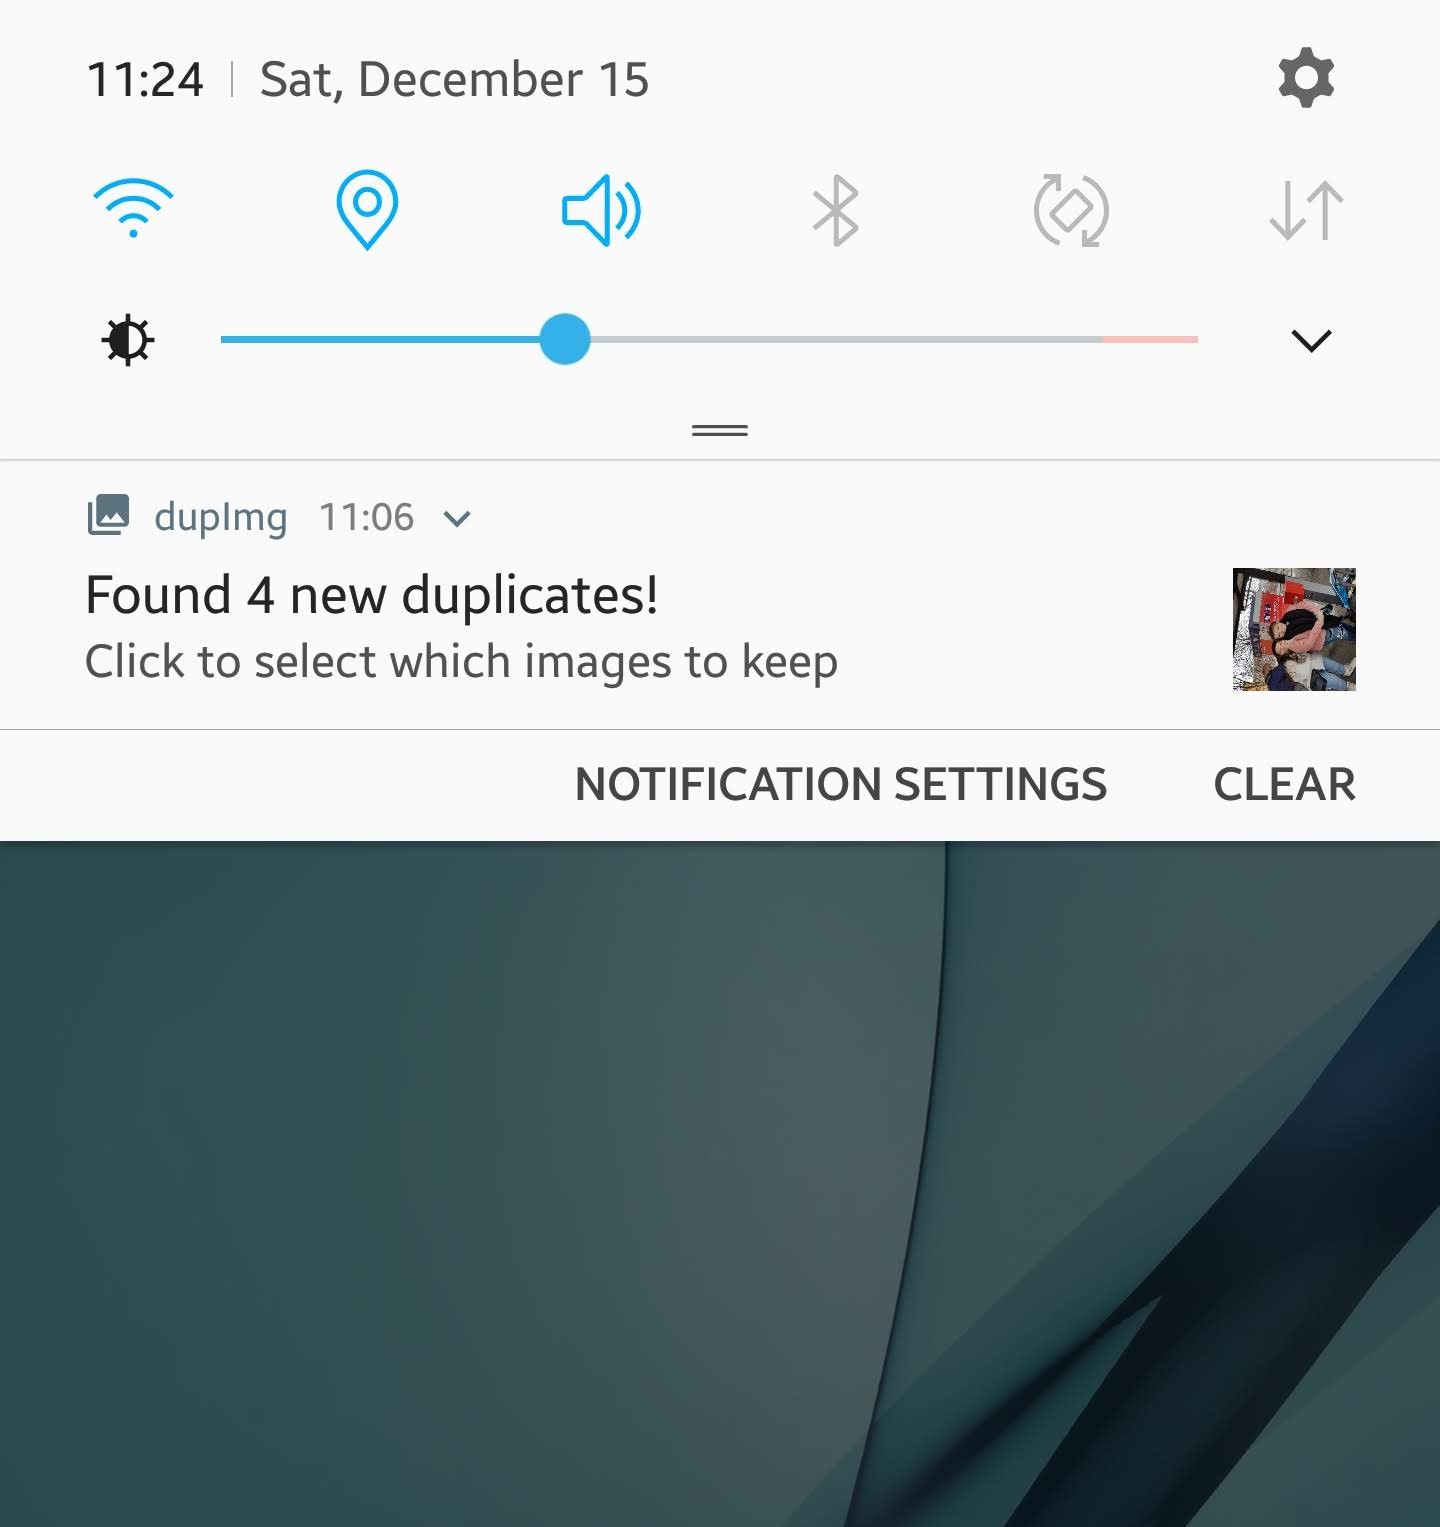 11:24 | Sat, December 15
dupImg 11:06
Found 4 new duplicates!
Click to select which images to keep
NOTIFICATION SETTINGS CLEAR